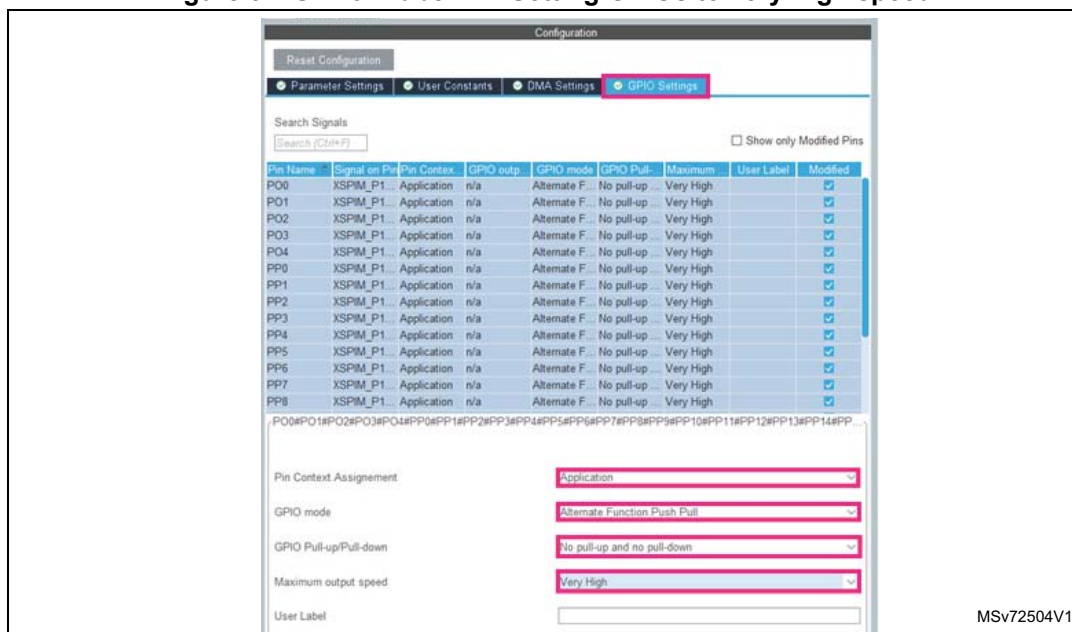 Configuration
Reset Configuration
Parameter Settings User Constants DMA Settings GPIO Settings
Search Signals
Search (Ctrl+F) Show only Modified Pins
Pin Name Signal on Pin Pin Contex... GPIO outp... GPIO mode GPIO Pull-... Maximum ... User Label Modified
PO0 XSPIM_P1... Application n/a Alternate F... No pull-up ... Very High
PO1 XSPIM_P1... Application n/a Alternate F... No pull-up ... Very High
PO2 XSPIM_P1... Application n/a Alternate F... No pull-up ... Very High
PO3 XSPIM_P1... Application n/a Alternate F... No pull-up ... Very High
PO4 XSPIM_P1... Application n/a Alternate F... No pull-up ... Very High
PP0 XSPIM_P1... Application n/a Alternate F... No pull-up ... Very High
PP1 XSPIM_P1... Application n/a Alternate F... No pull-up ... Very High
PP2 XSPIM_P1... Application n/a Alternate F... No pull-up ... Very High
PP3 XSPIM_P1... Application n/a Alternate F... No pull-up ... Very High
PP4 XSPIM_P1... Application n/a Alternate F... No pull-up ... Very High
PP5 XSPIM_P1... Application n/a Alternate F... No pull-up ... Very High
PP6 XSPIM_P1... Application n/a Alternate F... No pull-up ... Very High
PP7 XSPIM_P1... Application n/a Alternate F... No pull-up ... Very High
PP8 XSPIM_P1... Application n/a Alternate F... No pull-up ... Very High
PO0#PO1#PO2#PO3#PO4#PP0#PP1#PP2#PP3#PP4#PP5#PP6#PP7#PP8#PP9#PP10#PP11#PP12#PP13#PP14#PP...
Pin Context Assignement Application
GPIO mode Alternate Function Push Pull
GPIO Pull-up/Pull-down No pull-up and no pull-down
Maximum output speed Very High
User Label
MSv72504V1